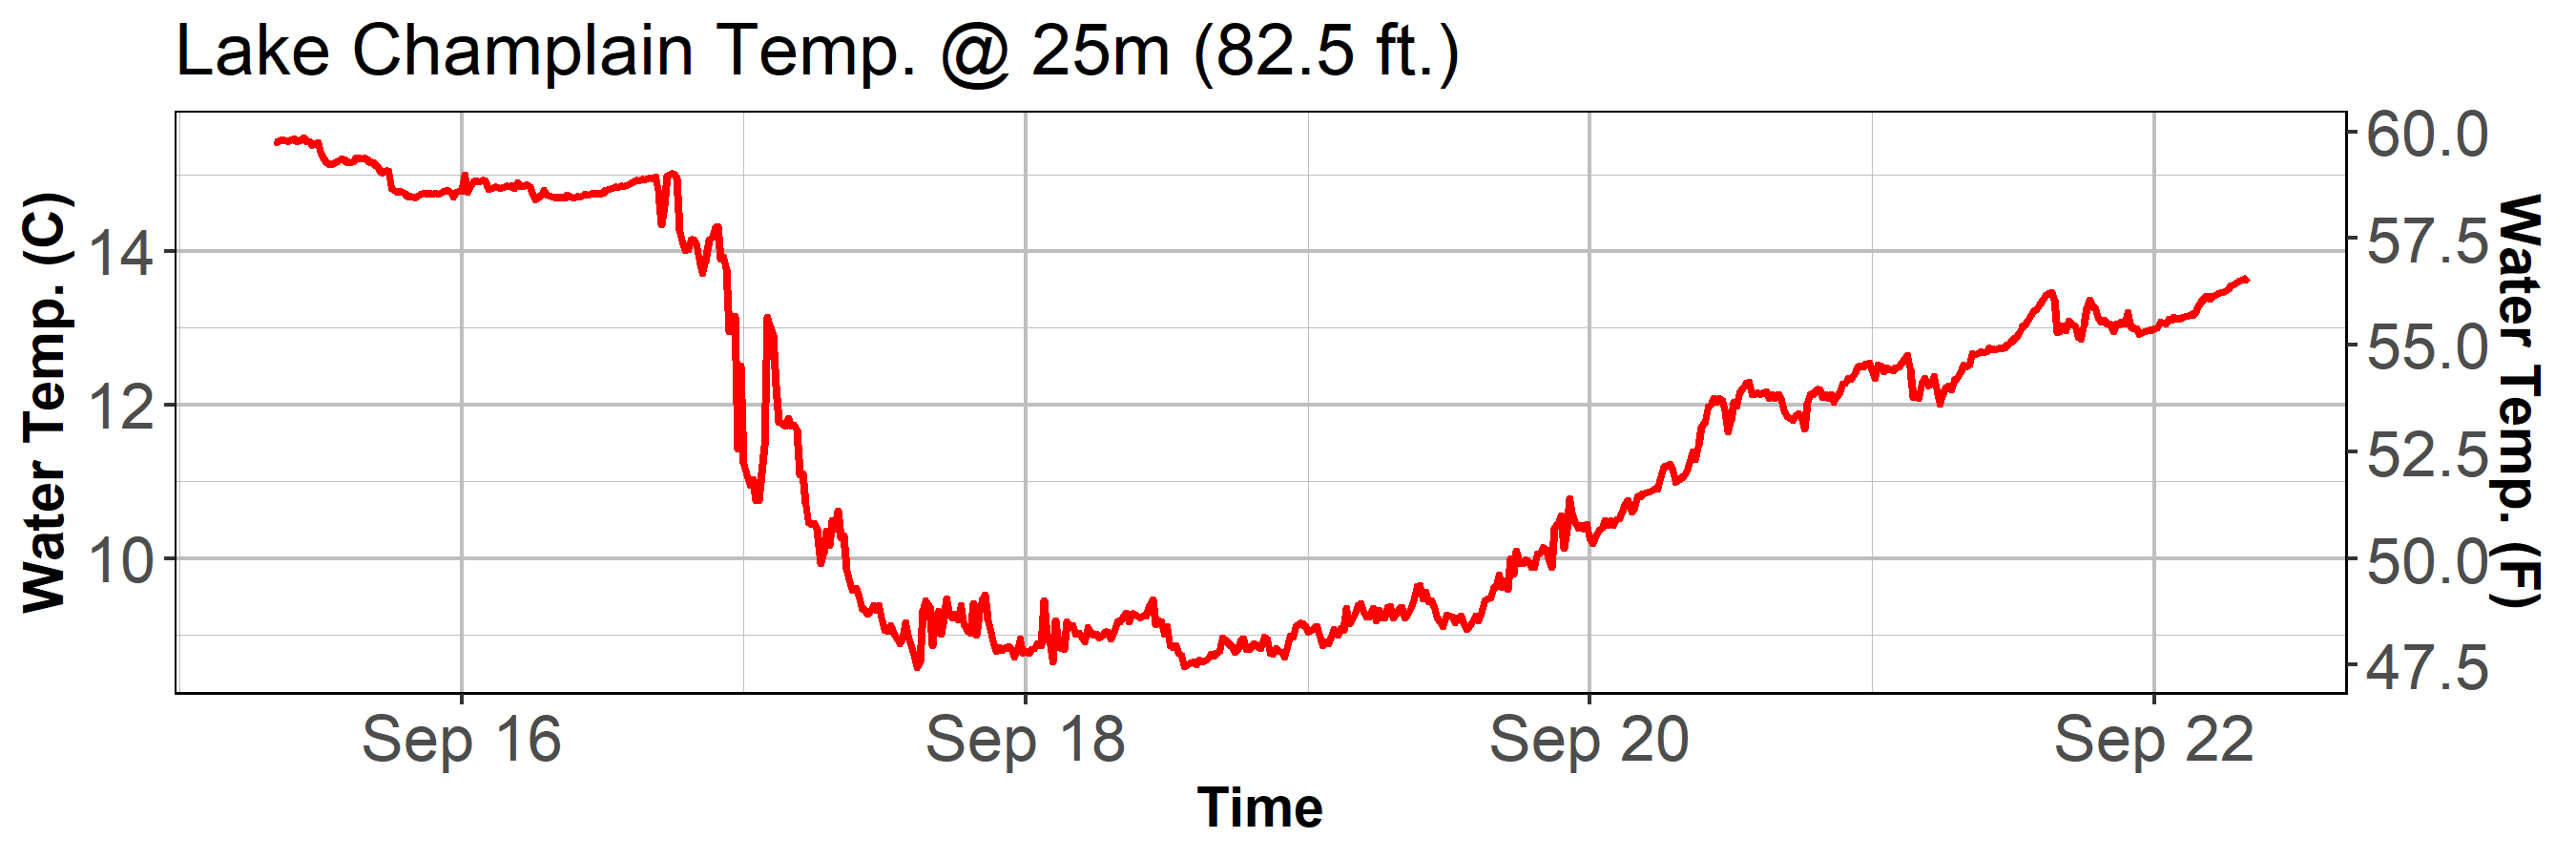 Lake Champlain Temp. @ 25m (82.5 ft.)
Water Temp. (C)
14
12
10
60.0
57.5
55.0
52.5
50.0
47.5
Water Temp. (F)
Sep 16 Sep 18 Sep 20 Sep 22
Time